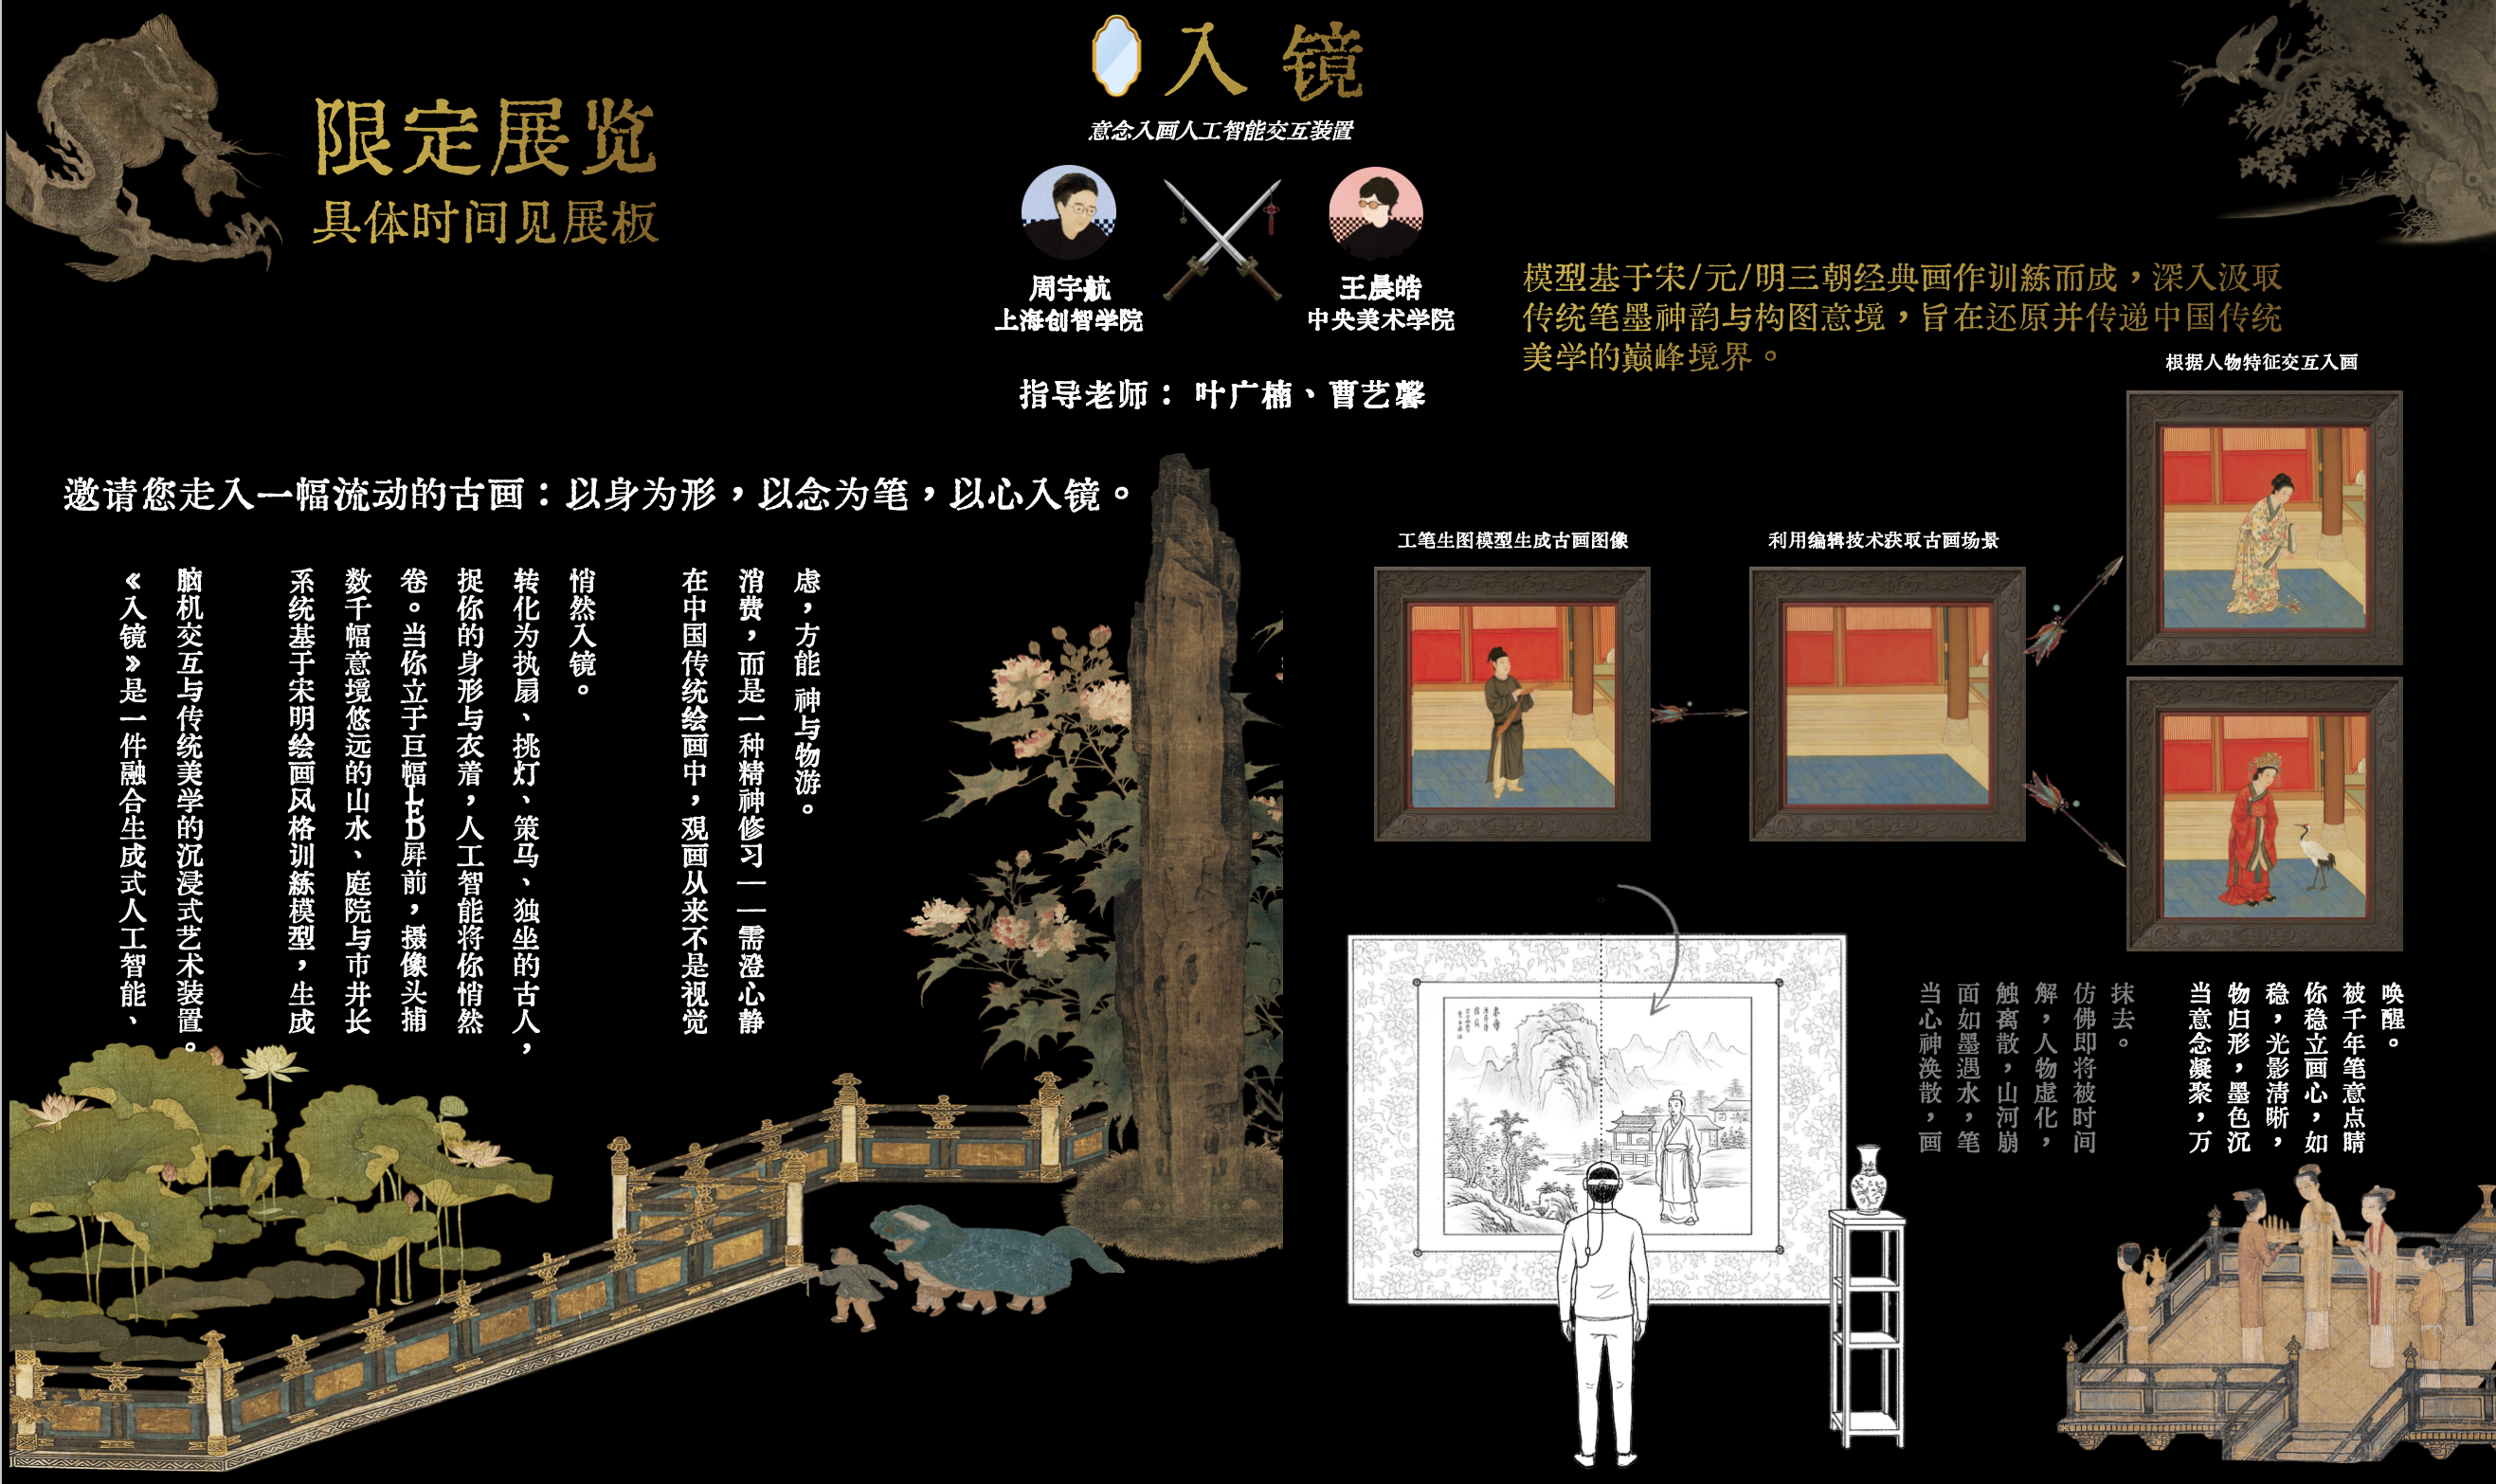 限定展览
具体时间见展板
入镜
意念入画人工智能交互装置
周宇航
上海创智学院
王晨皓
中央美术学院
指导老师： 叶广楠、曹艺馨
邀请您走入一幅流动的古画：以身为形，以念为笔，以心入镜。
《入镜》是一件融合生成式人工智能、
脑机交互与传统美学的沉浸式艺术装置。
系统基于宋明绘画风格训练模型，生成
数千幅意境悠远的山水、庭院与市井长
卷。当你立于巨幅LED屏前，摄像头捕
捉你的身形与衣着，人工智能将你悄然
转化为执扇、挑灯、策马、独坐的古人，
悄然入镜。
在中国传统绘画中，观画从来不是视觉
消费，而是一种精神修习——需澄心静
虑，方能 神与物游。
模型基于宋/元/明三朝经典画作训练而成，深入汲取
传统笔墨神韵与构图意境，旨在还原并传递中国传统
美学的巅峰境界。
工笔生图模型生成古画图像
利用编辑技术获取古画场景
根据人物特征交互入画
当心神涣散，画
面如墨遇水，笔
触离散，山河崩
解，人物虚化，
仿佛即将被时间
抹去。
当意念凝聚，万
物归形，墨色沉
稳，光影清晰，
你稳立画心，如
被千年笔意点睛
唤醒。